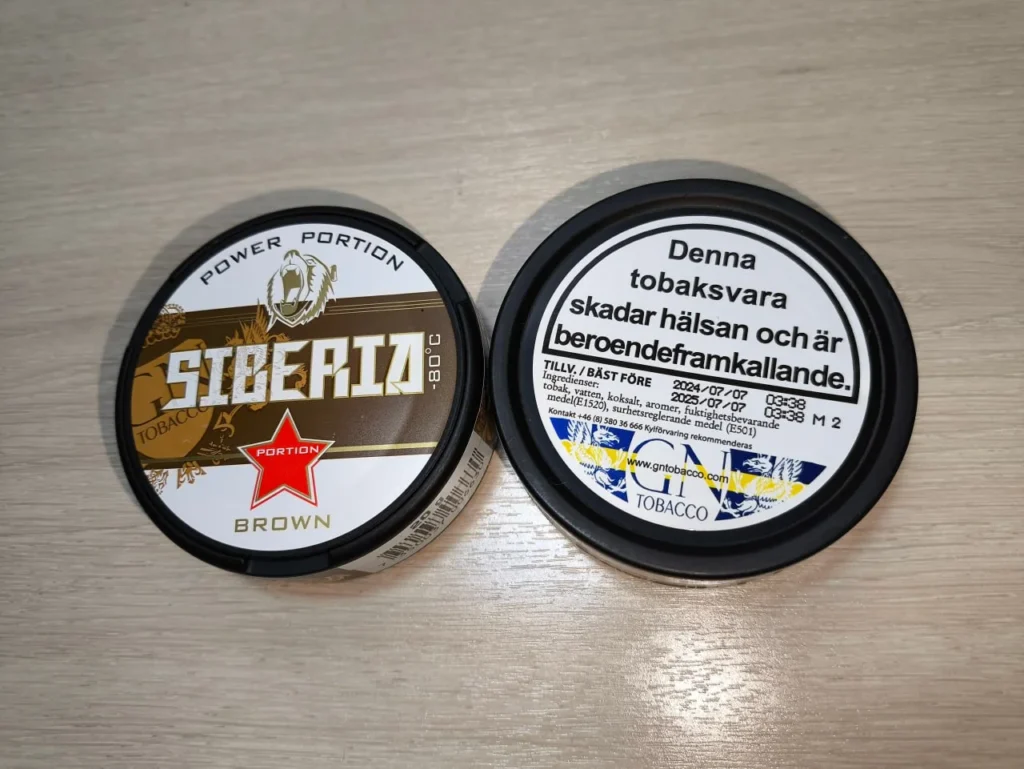 POWER PORTION
SIBERIA
-80°C
TOBACCO
PORTION
BROWN
Denna
tobaksvara
skadar hälsan och är
beroendeframkallande.
TILLV. / BÄST FÖRE
2024/07/07 03:38
2025/07/07 03:38 M 2
Ingredienser:
tobak, vatten, koksalt, aromer, fuktighetsbevarande
medel(E1520), surhetsreglerande medel (E501)
Kontakt +46 (8) 580 36 666 Kylförvaring rekommenderas
GN
www.gntobacco.com
TOBACCO